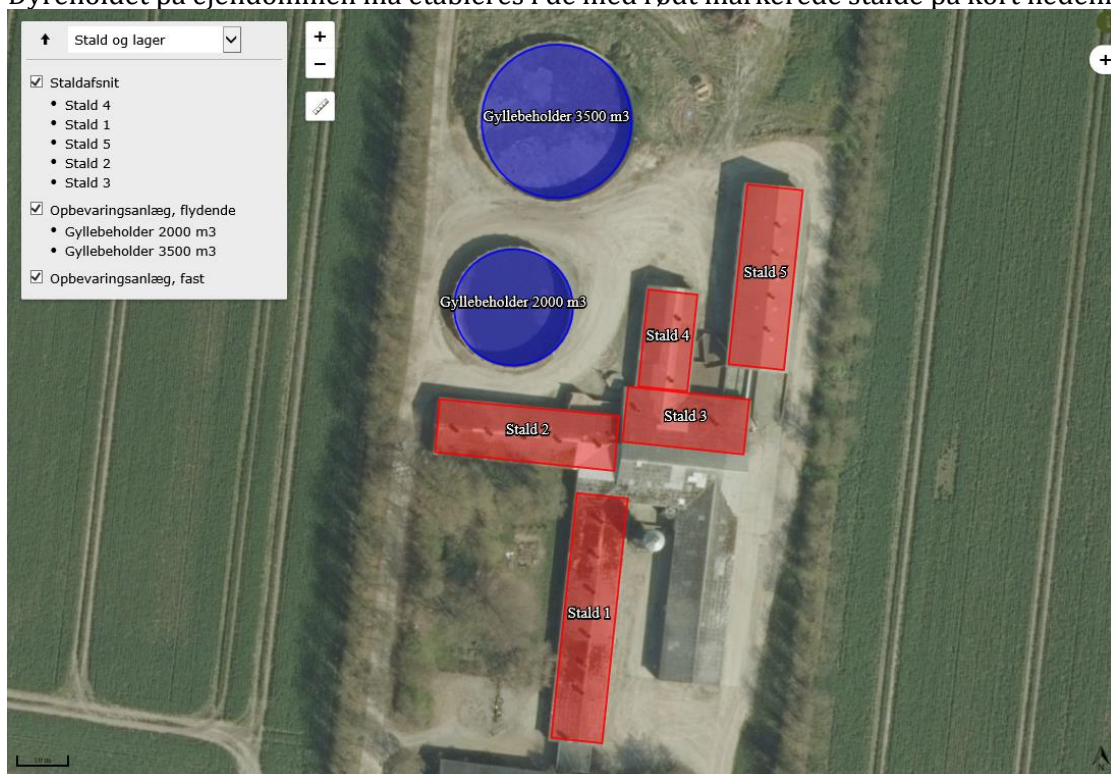 Dyreholdet på ejendommen må etableres i de med rødt markerede stalde på kort nedenfor
Stald og lager
Staldafsnit
Stald 4
Stald 1
Stald 5
Stald 2
Stald 3
Opbevaringsanlæg, flydende
Gyllebeholder 2000 m3
Gyllebeholder 3500 m3
Opbevaringsanlæg, fast
Gyllebeholder 3500 m3
Stald 5
Gyllebeholder 2000 m3
Stald 4
Stald 3
Stald 2
Stald 1
N